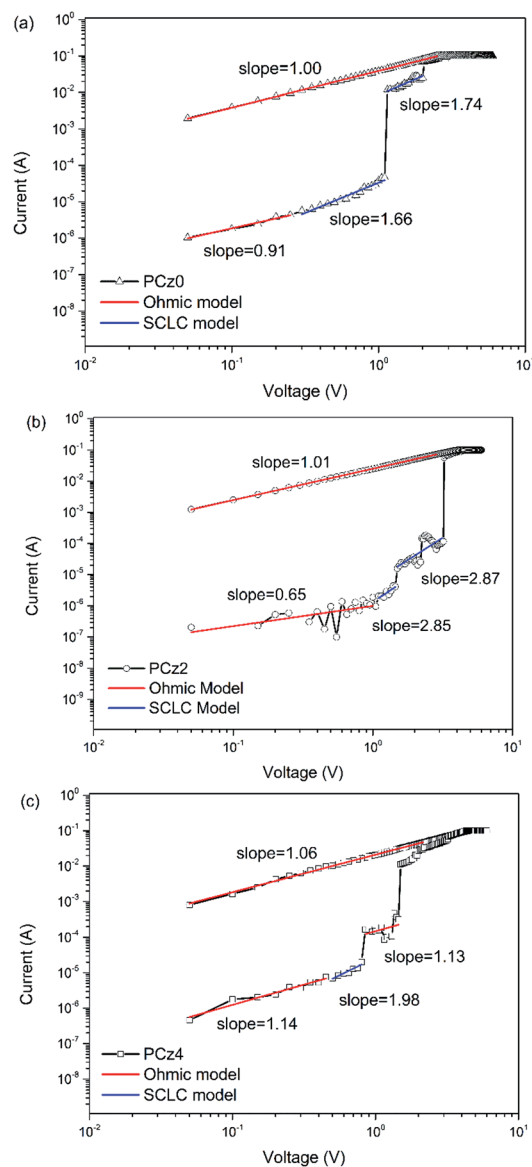 (a)
10⁰
10⁻¹
10⁻²
10⁻³
10⁻⁴
10⁻⁵
10⁻⁶
10⁻⁷
10⁻⁸
Current (A)
slope=1.00
slope=1.74
slope=1.66
slope=0.91
PCz0
Ohmic model
SCLC model
10⁻² 10⁻¹ 10⁰ 10¹
Voltage (V)
(b)
10⁰
10⁻¹
10⁻²
10⁻³
10⁻⁴
10⁻⁵
10⁻⁶
10⁻⁷
10⁻⁸
10⁻⁹
Current (A)
slope=1.01
slope=0.65
slope=2.87
slope=2.85
PCz2
Ohmic Model
SCLC Model
10⁻² 10⁻¹ 10⁰ 10¹
Voltage (V)
(c)
10⁰
10⁻¹
10⁻²
10⁻³
10⁻⁴
10⁻⁵
10⁻⁶
10⁻⁷
10⁻⁸
Current (A)
slope=1.06
slope=1.13
slope=1.98
slope=1.14
PCz4
Ohmic model
SCLC model
10⁻² 10⁻¹ 10⁰ 10¹
Voltage (V)